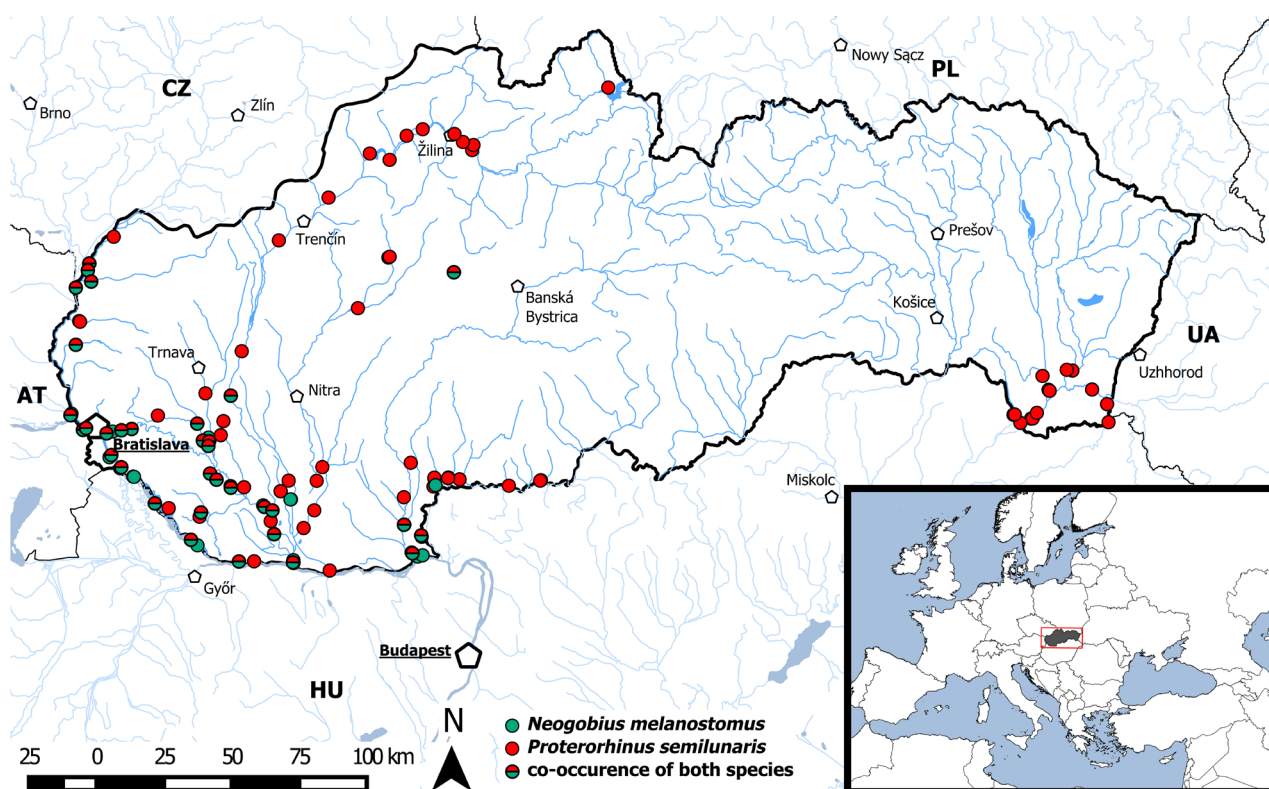 Nowy Sącz
PL
CZ
Zlín
Brno
Žilina
Trenčín
Prešov
Banská
Bystrica
Košice
UA
Uzhhorod
Trnava
Nitra
AT
Bratislava
Miskolc
Győr
Budapest
HU
N
Neogobius melanostomus
Proterorhinus semilunaris
co-occurence of both species
25 0 25 50 75 100 km